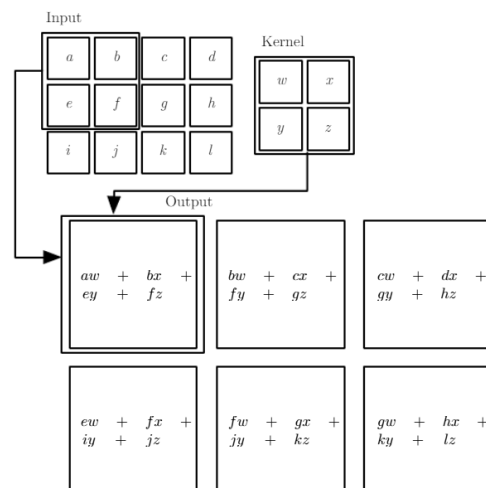 Input
Kernel
a b c d
w x
e f g h
y z
i j k l
Output
aw + bx +
ey + fz
bw + cx +
fy + gz
cw + dx +
gy + hz
ew + fx +
iy + jz
fw + gx +
jy + kz
gw + hx +
ky + lz